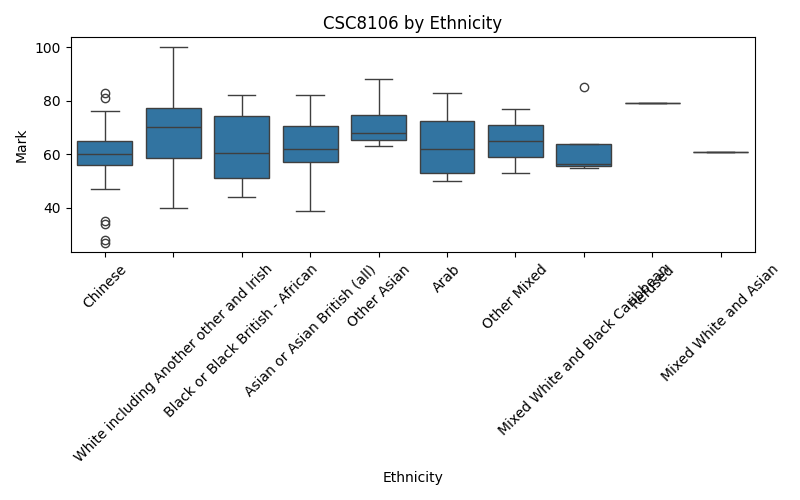 CSC8106 by Ethnicity
Mark
100
80
60
40
Chinese
White including Another other and Irish
Black or Black British - African
Asian or Asian British (all)
Other Asian
Arab
Other Mixed
Mixed White and Black Caribbean
Refused
Mixed White and Asian
Ethnicity